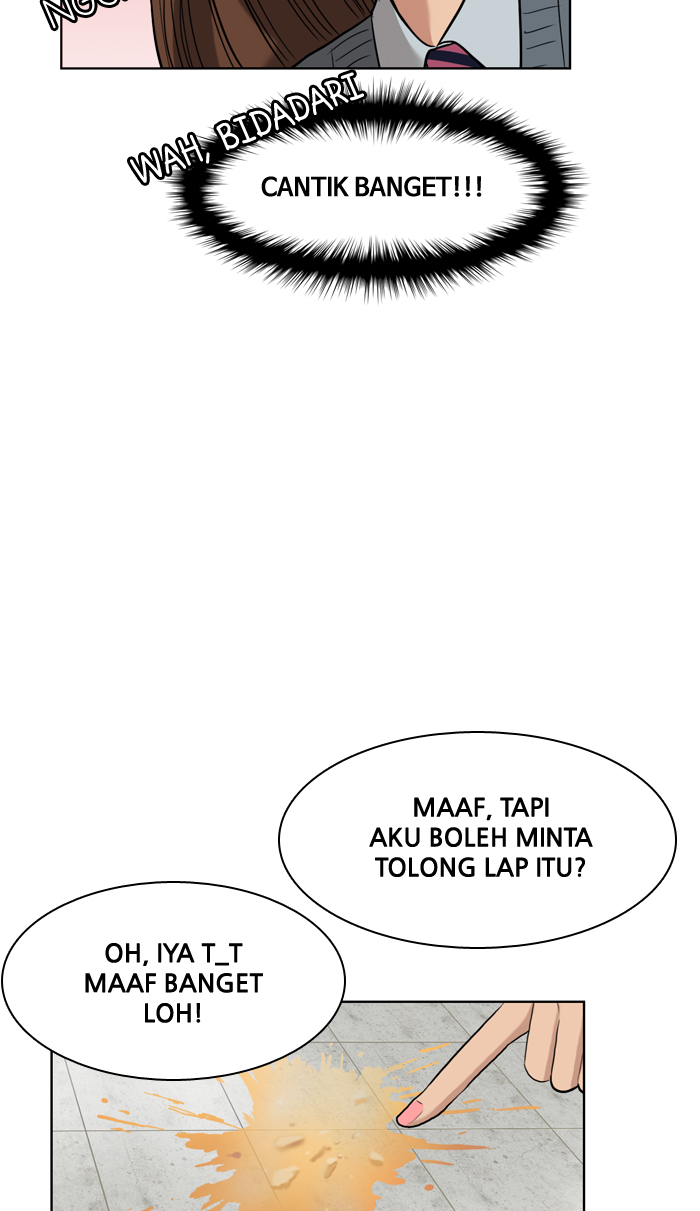 WAH, BIDADARI
CANTIK BANGET!!!
MAAF, TAPI
AKU BOLEH MINTA
TOLONG LAP ITU?
OH, IYA T_T
MAAF BANGET
LOH!